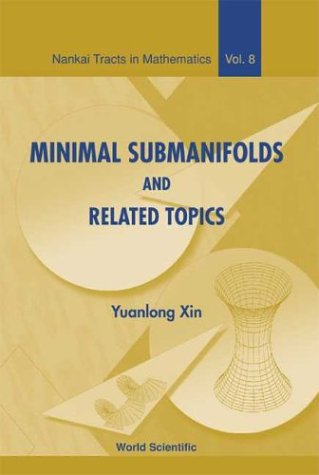 Nankai Tracts in Mathematics Vol. 8
MINIMAL SUBMANIFOLDS
AND
RELATED TOPICS
Yuanlong Xin
World Scientific